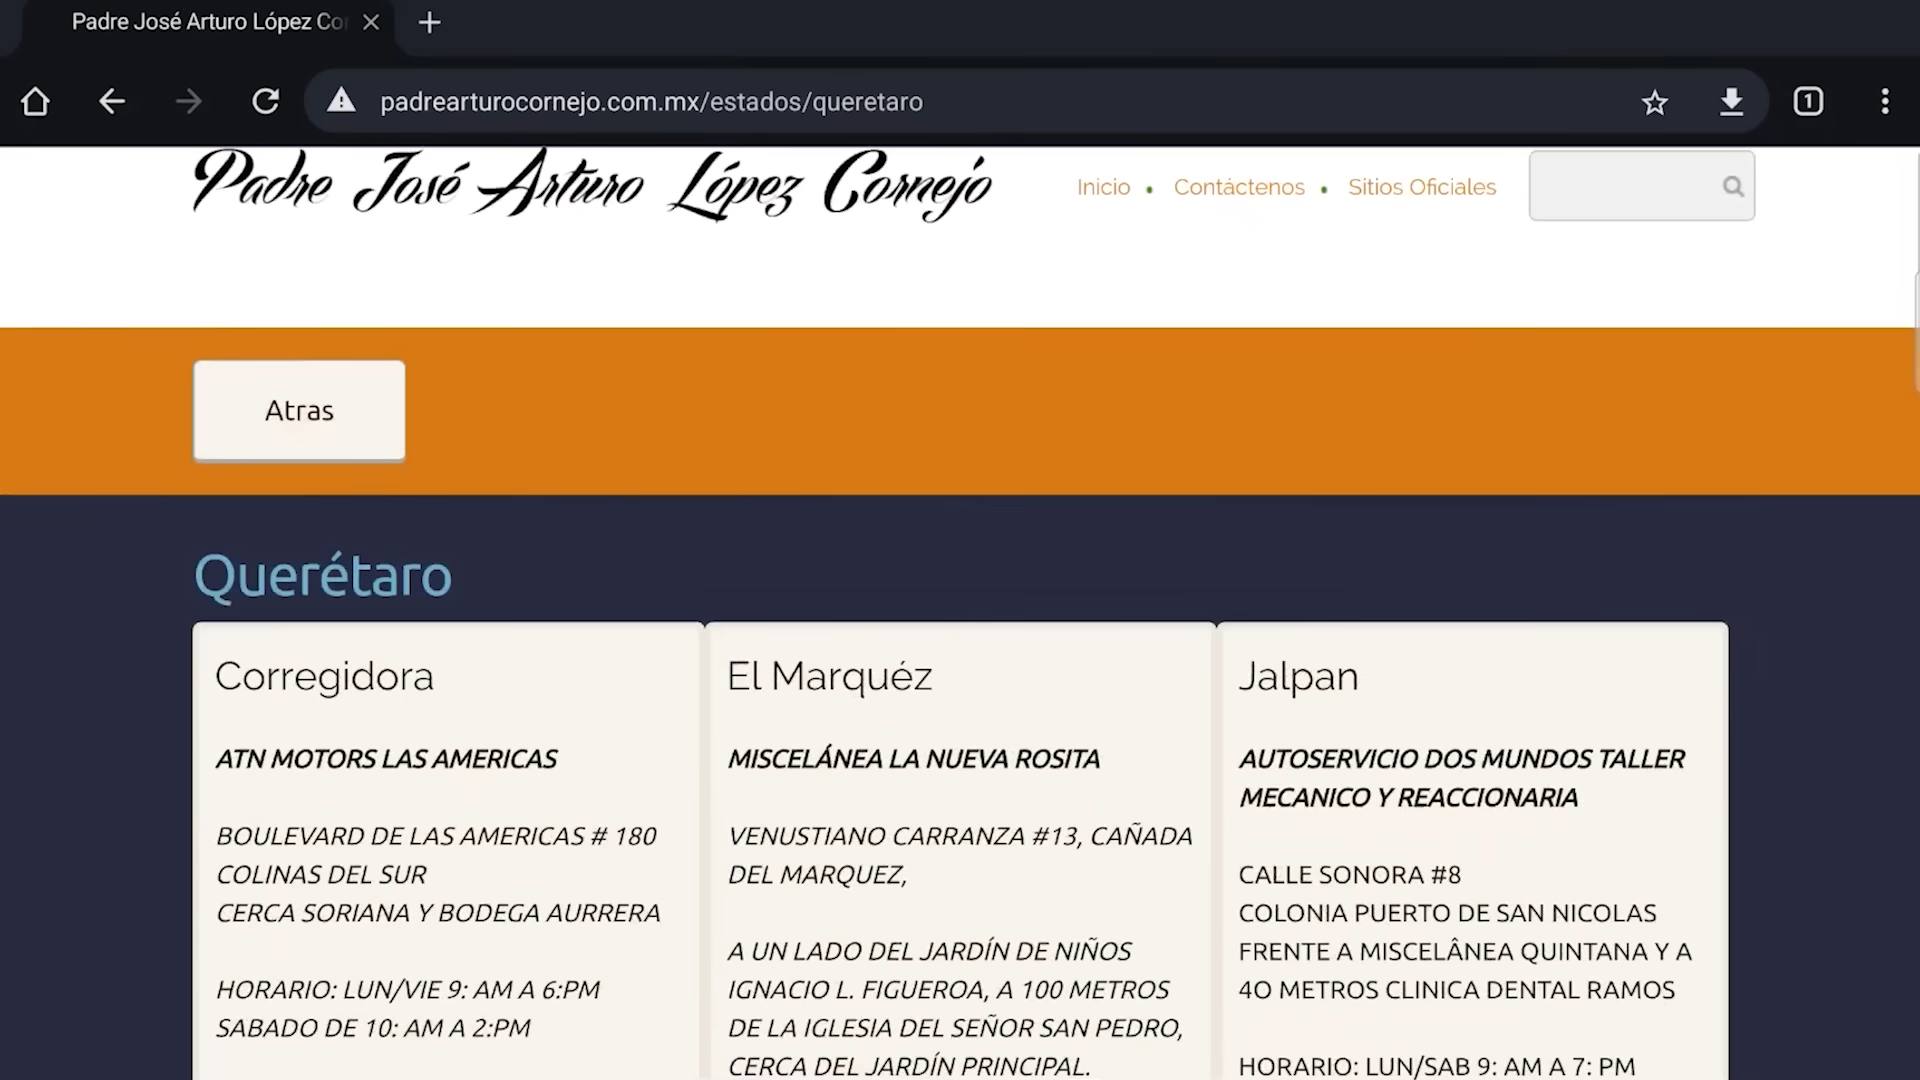 Padre José Arturo López Co
padrearturocornejo.com.mx/estados/queretaro
1
Padre José Arturo López Cornejo
Inicio • Contáctenos • Sitios Oficiales
Atras
Querétaro
Corregidora
ATN MOTORS LAS AMERICAS
BOULEVARD DE LAS AMERICAS # 180
COLINAS DEL SUR
CERCA SORIANA Y BODEGA AURRERA
HORARIO: LUN/VIE 9: AM A 6:PM
SABADO DE 10: AM A 2:PM
El Marquéz
MISCELÁNEA LA NUEVA ROSITA
VENUSTIANO CARRANZA #13, CAÑADA
DEL MARQUEZ,
A UN LADO DEL JARDÍN DE NIÑOS
IGNACIO L. FIGUEROA, A 100 METROS
DE LA IGLESIA DEL SEÑOR SAN PEDRO,
CERCA DEL JARDÍN PRINCIPAL.
Jalpan
AUTOSERVICIO DOS MUNDOS TALLER
MECANICO Y REACCIONARIA
CALLE SONORA #8
COLONIA PUERTO DE SAN NICOLAS
FRENTE A MISCELÂNEA QUINTANA Y A
4O METROS CLINICA DENTAL RAMOS
HORARIO: LUN/SAB 9: AM A 7: PM